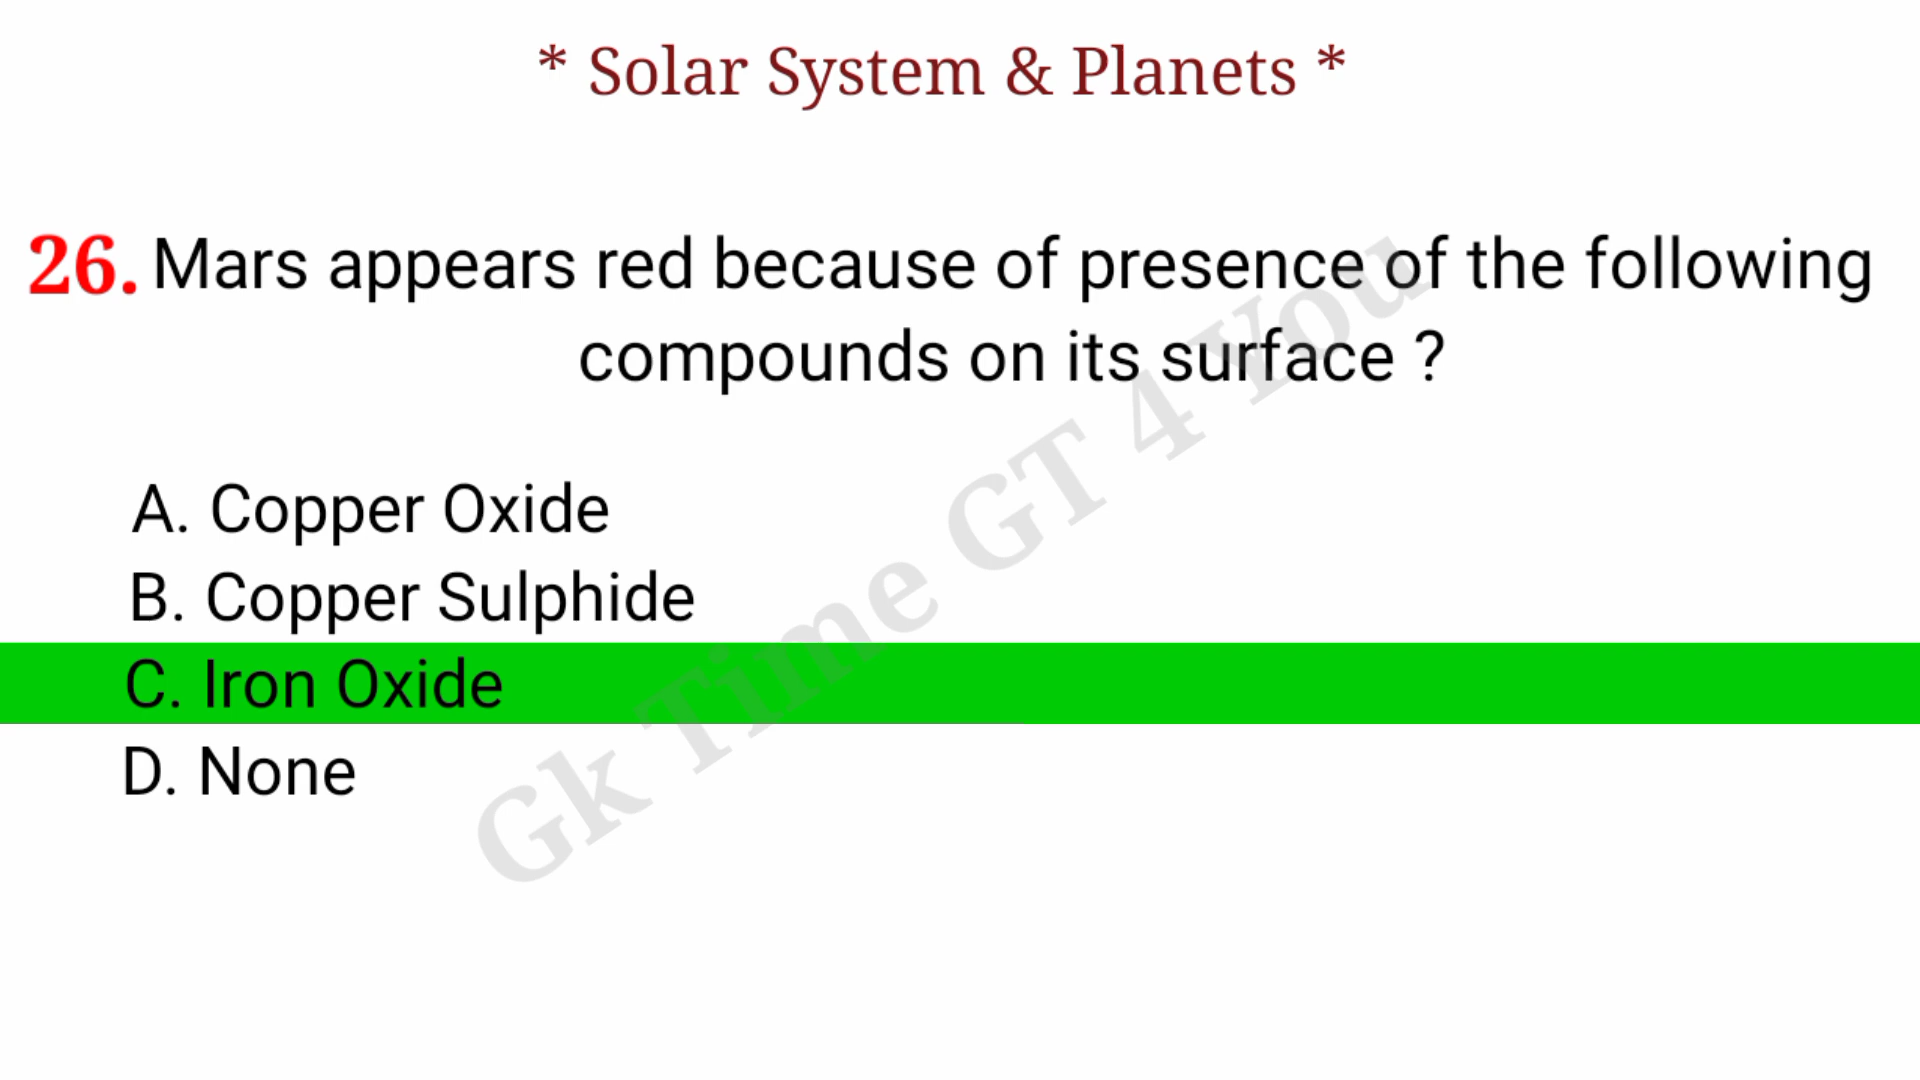 * Solar System & Planets *
26. Mars appears red because of presence of the following
compounds on its surface ?
A. Copper Oxide
B. Copper Sulphide
C. Iron Oxide
D. None
Gk Time GT 4 You